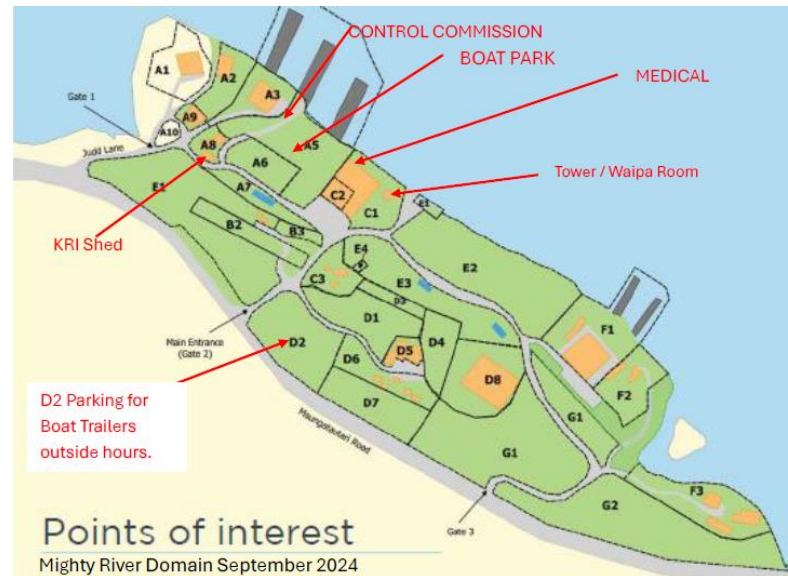 CONTROL COMMISSION
BOAT PARK
MEDICAL
A1
A2
A3
Gate 1
A9
A10
A8
A5
A6
Judd Lane
Tower / Waipa Room
E1
A7
C2
C1
E1
KRI Shed
B2
B3
E4
E2
C3
E3
D3
F1
Main Entrance
(Gate 2)
D1
D2
D5
D4
D6
D8
D7
F2
D2 Parking for
Boat Trailers
outside hours.
Maungatautari Road
G1
G1
F3
G2
Gate 3
Points of interest
Mighty River Domain September 2024